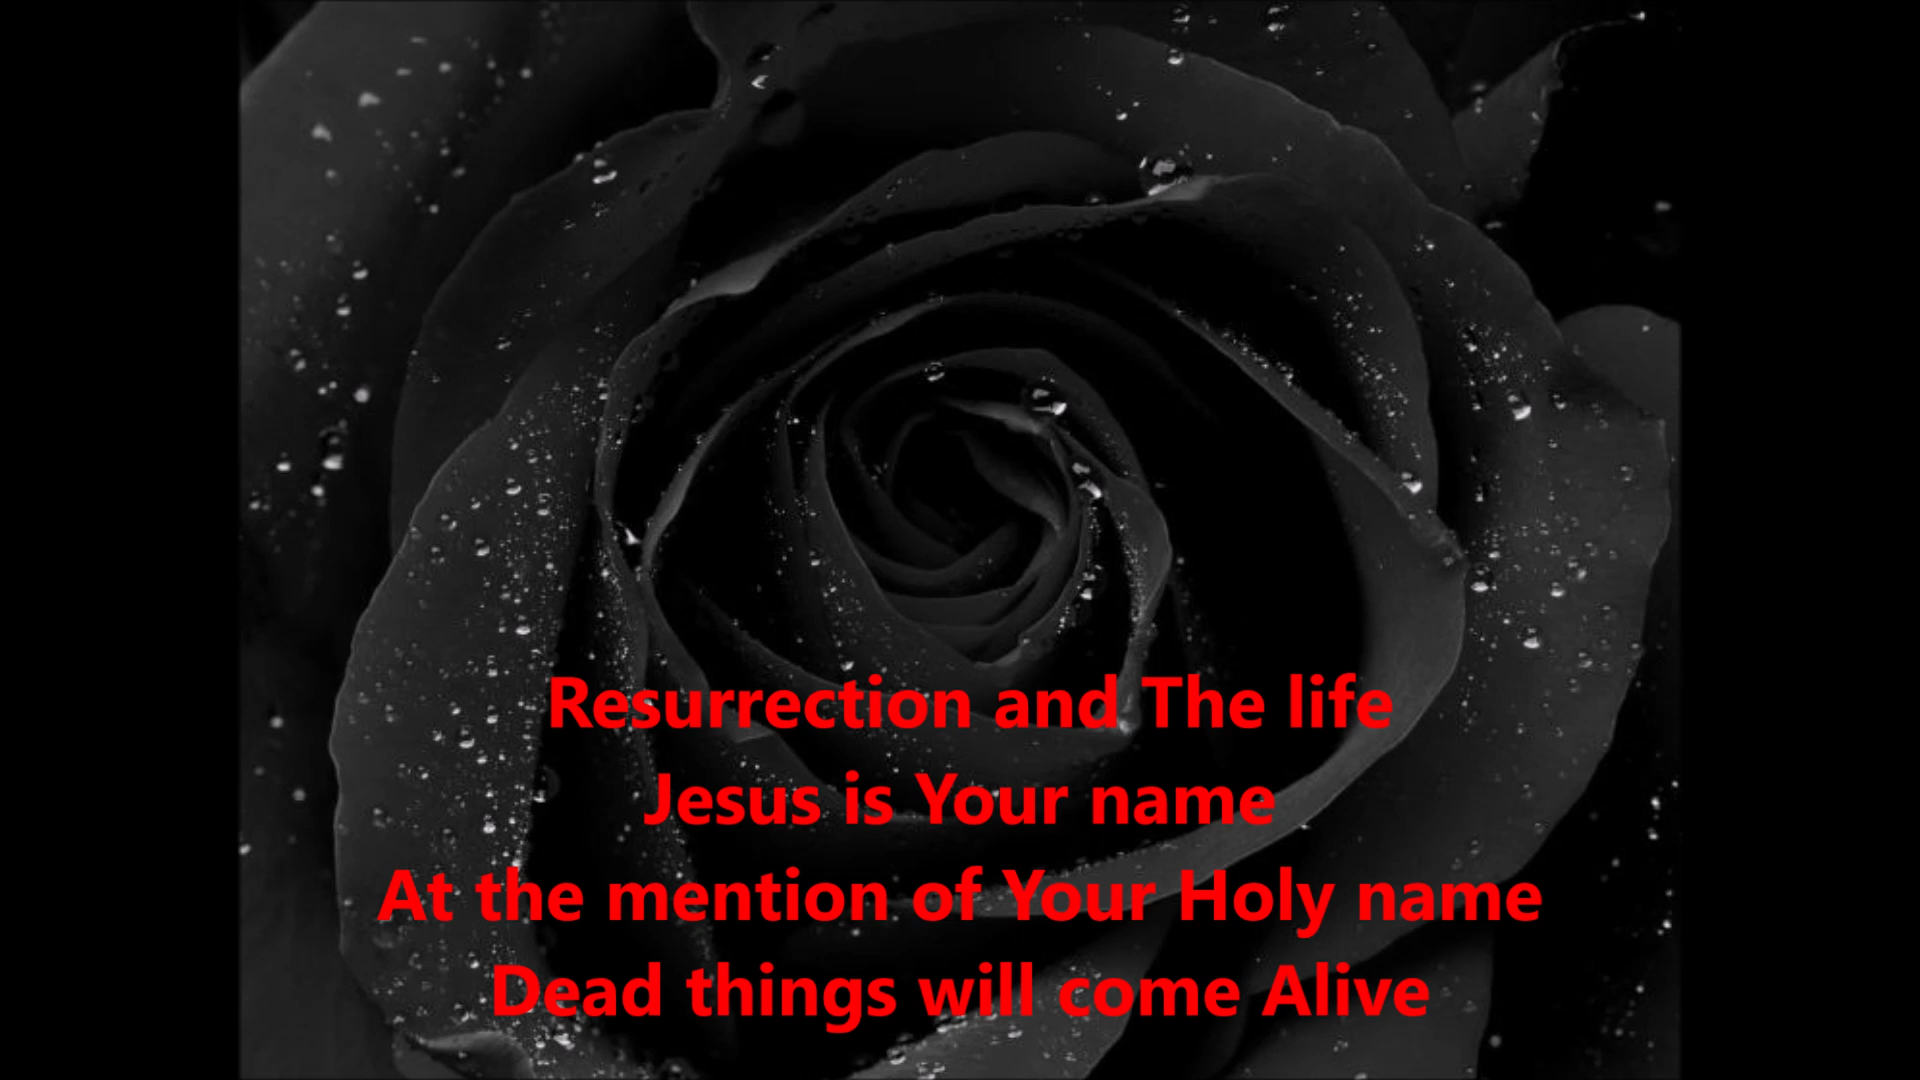 Resurrection and The life
Jesus is Your name
At the mention of Your Holy name
Dead things will come Alive